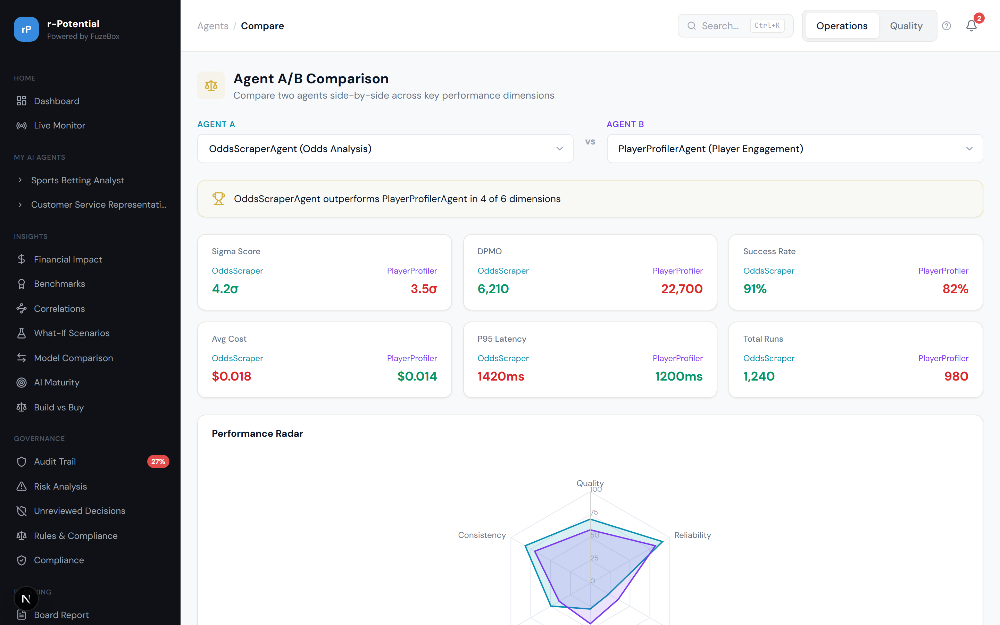 rP
r-Potential
Powered by FuzeBox
HOME
Dashboard
Live Monitor
MY AI AGENTS
Sports Betting Analyst
Customer Service Representati...
INSIGHTS
Financial Impact
Benchmarks
Correlations
What-If Scenarios
Model Comparison
AI Maturity
Build vs Buy
GOVERNANCE
Audit Trail 27%
Risk Analysis
Unreviewed Decisions
Rules & Compliance
Compliance
PLANNING
N
Board Report
Agents / Compare
Search... Ctrl+K
Operations Quality
2
Agent A/B Comparison
Compare two agents side-by-side across key performance dimensions
AGENT A
OddsScraperAgent (Odds Analysis)
vs
AGENT B
PlayerProfilerAgent (Player Engagement)
OddsScraperAgent outperforms PlayerProfilerAgent in 4 of 6 dimensions
Sigma Score
OddsScraper PlayerProfiler
4.2σ 3.5σ
DPMO
OddsScraper PlayerProfiler
6,210 22,700
Success Rate
OddsScraper PlayerProfiler
91% 82%
Avg Cost
OddsScraper PlayerProfiler
$0.018 $0.014
P95 Latency
OddsScraper PlayerProfiler
1420ms 1200ms
Total Runs
OddsScraper PlayerProfiler
1,240 980
Performance Radar
Quality
100
75
Consistency
50
Reliability
25
0